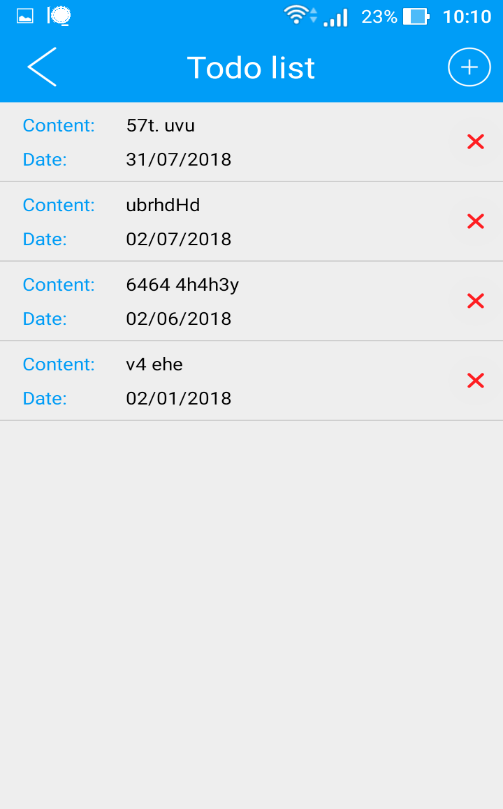 23% 10:10
Todo list
Content: 57t. uvu
Date: 31/07/2018
Content: ubrhdHd
Date: 02/07/2018
Content: 6464 4h4h3y
Date: 02/06/2018
Content: v4 ehe
Date: 02/01/2018